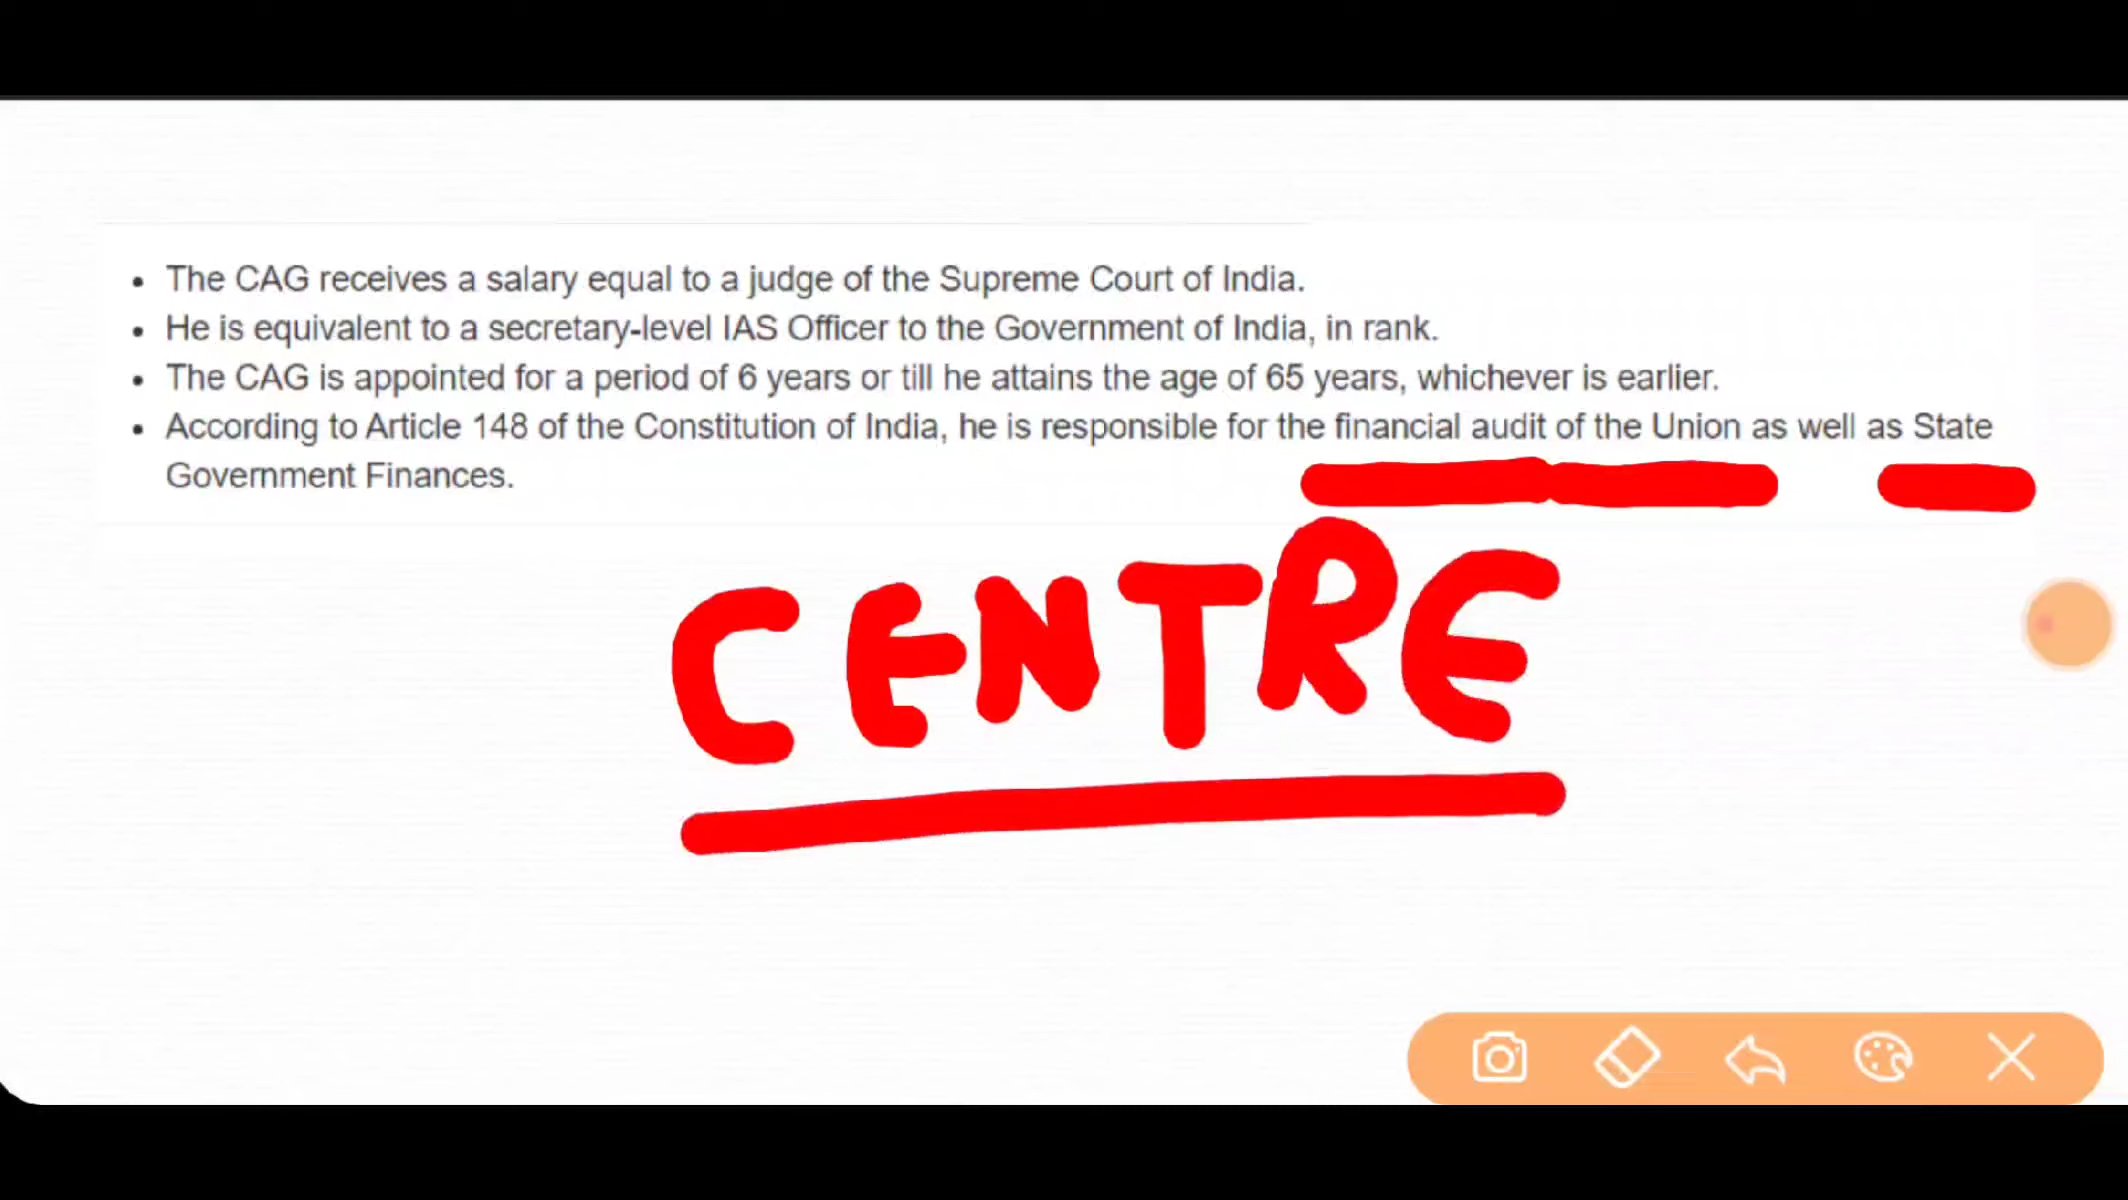 • The CAG receives a salary equal to a judge of the Supreme Court of India.
• He is equivalent to a secretary-level IAS Officer to the Government of India, in rank.
• The CAG is appointed for a period of 6 years or till he attains the age of 65 years, whichever is earlier.
• According to Article 148 of the Constitution of India, he is responsible for the financial audit of the Union as well as State
Government Finances.
CENTRE